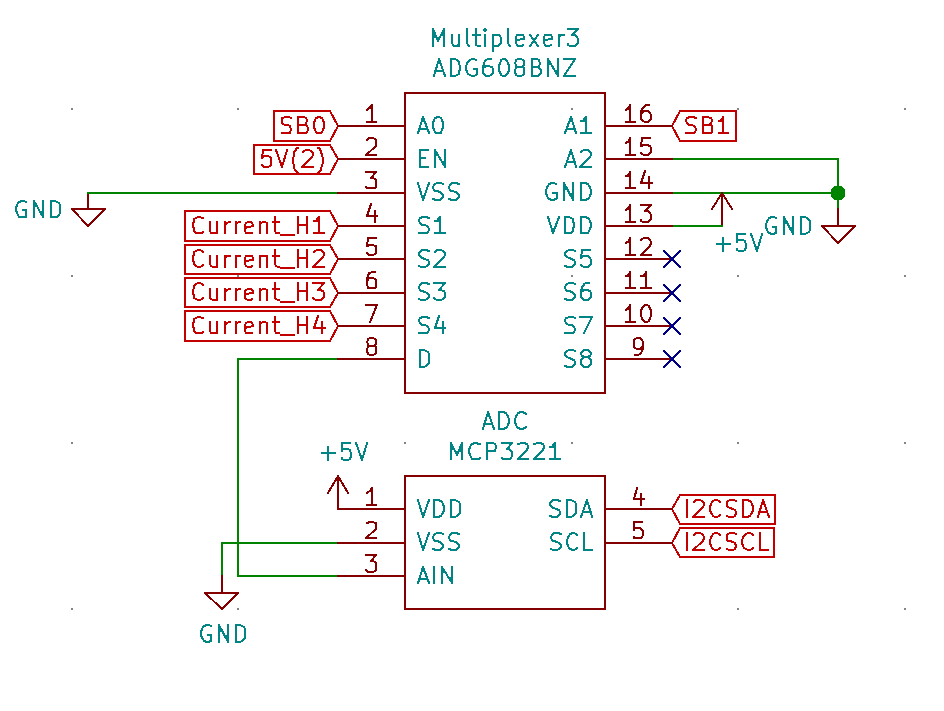 Multiplexer3
ADG608BNZ
SB0 1 A0 A1 16 SB1
5V(2) 2 EN A2 15
GND 3 VSS GND 14
Current_H1 4 S1 VDD 13 +5V GND
Current_H2 5 S2 S5 12
Current_H3 6 S3 S6 11
Current_H4 7 S4 S7 10
8 D S8 9
ADC
MCP3221
+5V
1 VDD SDA 4 I2CSDA
2 VSS SCL 5 I2CSCL
3 AIN
GND